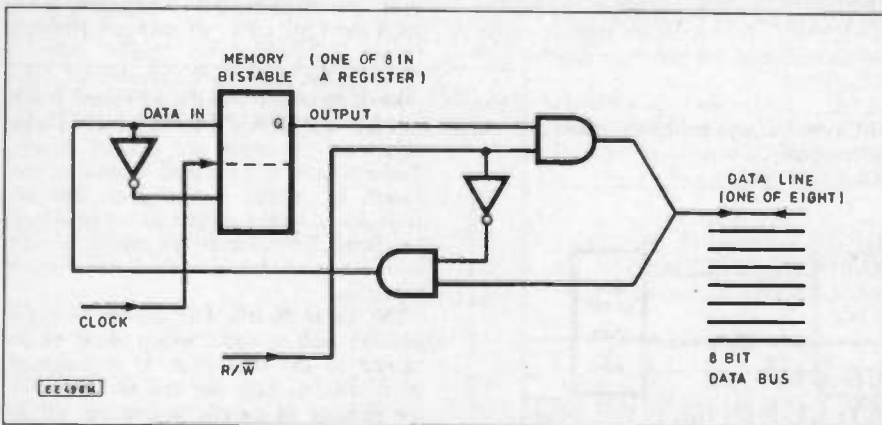 MEMORY (ONE OF 8 IN
BISTABLE A REGISTER)
DATA IN
Q
OUTPUT
DATA LINE
(ONE OF EIGHT)
CLOCK
R/W̅
8 BIT
DATA BUS
EE498M